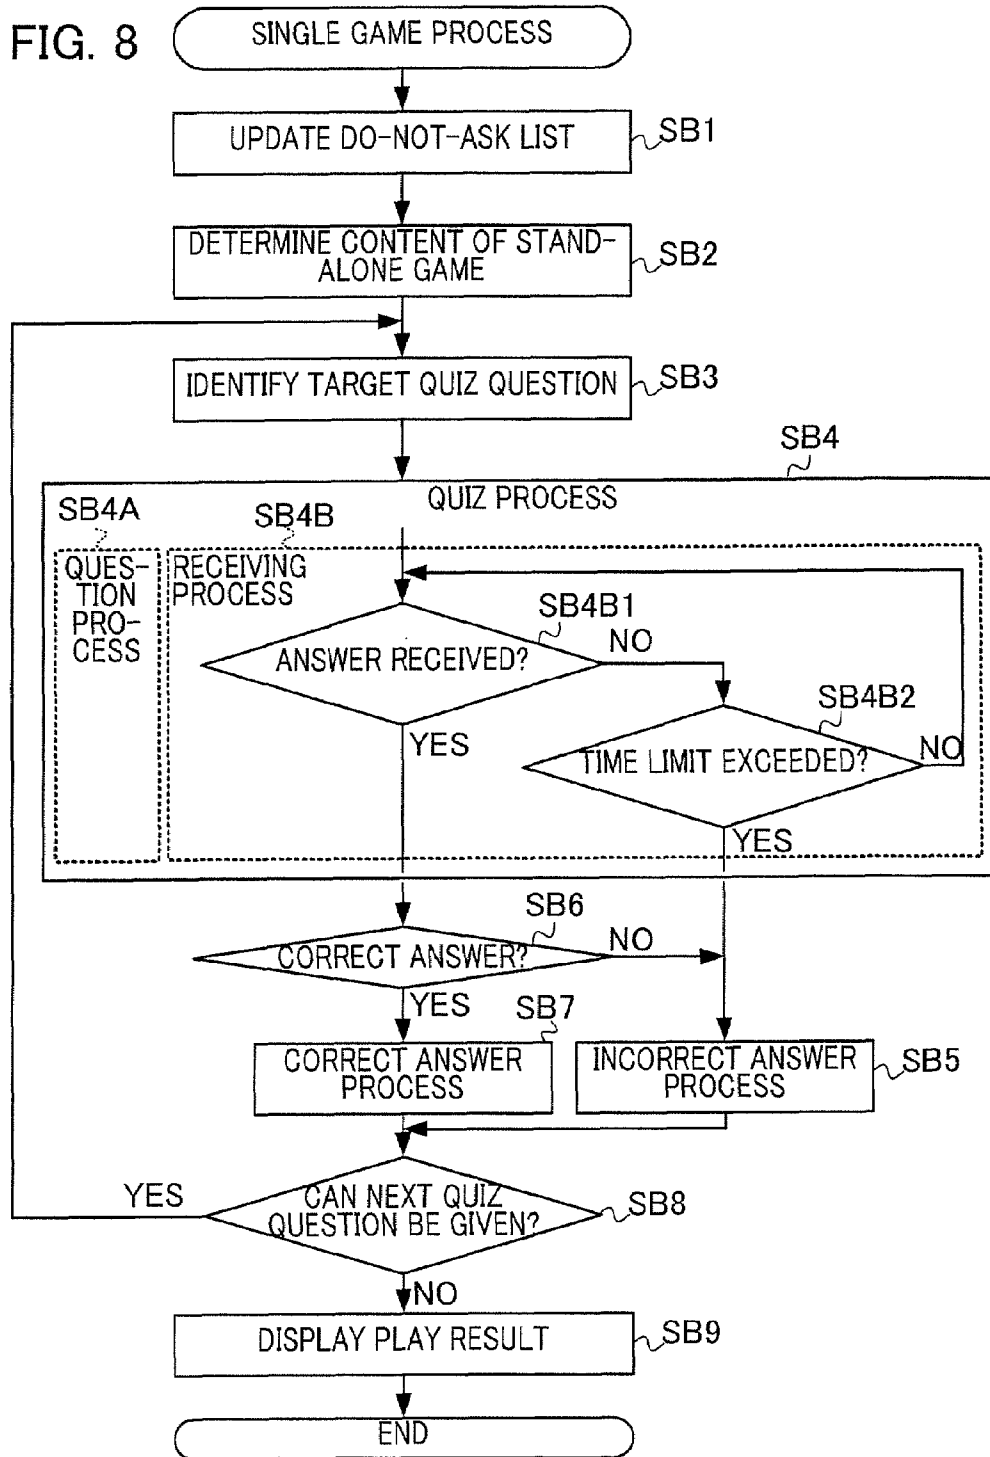 FIG. 8
SINGLE GAME PROCESS
UPDATE DO-NOT-ASK LIST
SB1
DETERMINE CONTENT OF STAND-
ALONE GAME
SB2
IDENTIFY TARGET QUIZ QUESTION
SB3
SB4
QUIZ PROCESS
SB4A
SB4B
QUES-
TION
PRO-
CESS
RECEIVING
PROCESS
SB4B1
ANSWER RECEIVED?
NO
YES
SB4B2
TIME LIMIT EXCEEDED?
NO
YES
SB6
CORRECT ANSWER?
NO
YES
SB7
CORRECT ANSWER
PROCESS
INCORRECT ANSWER
PROCESS
SB5
YES
CAN NEXT QUIZ
QUESTION BE GIVEN?
SB8
NO
DISPLAY PLAY RESULT
SB9
END